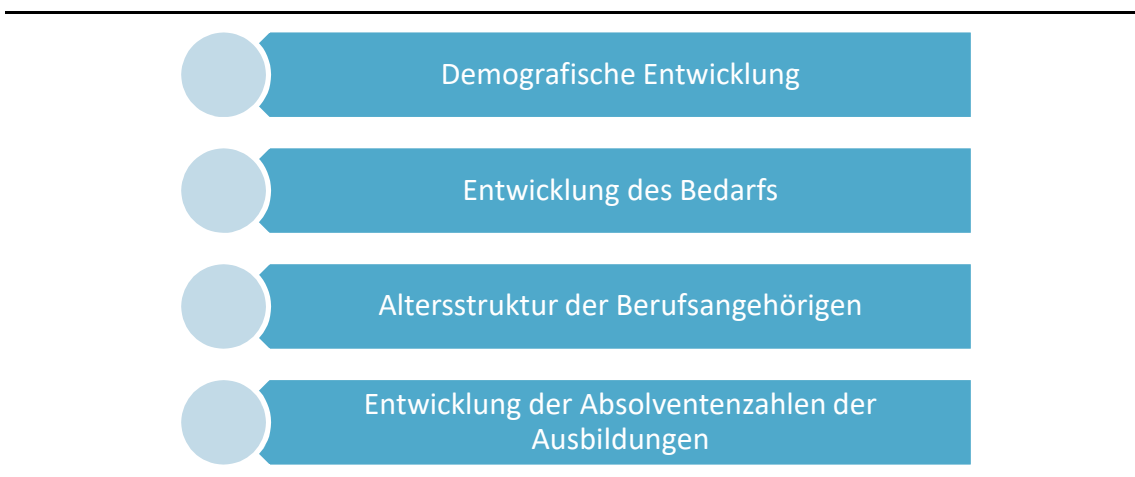 Demografische Entwicklung
Entwicklung des Bedarfs
Altersstruktur der Berufsangehörigen
Entwicklung der Absolventenzahlen der
Ausbildungen